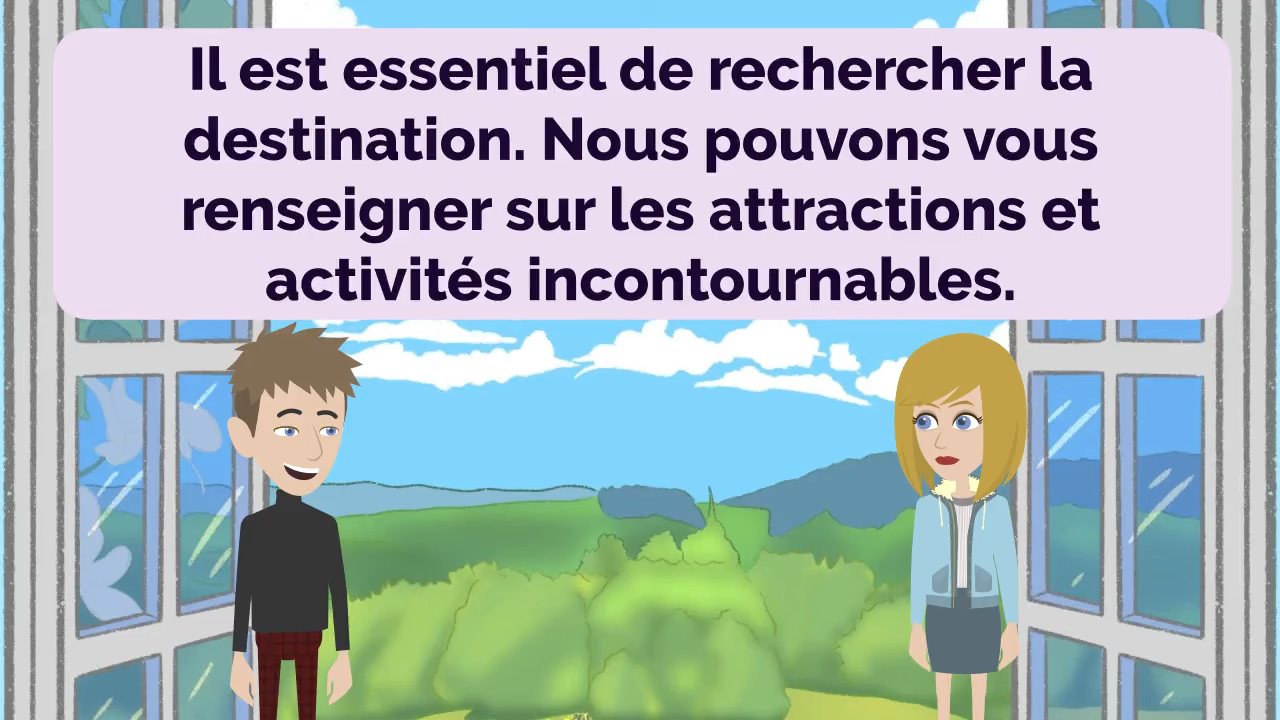 Il est essentiel de rechercher la
destination. Nous pouvons vous
renseigner sur les attractions et
activités incontournables.